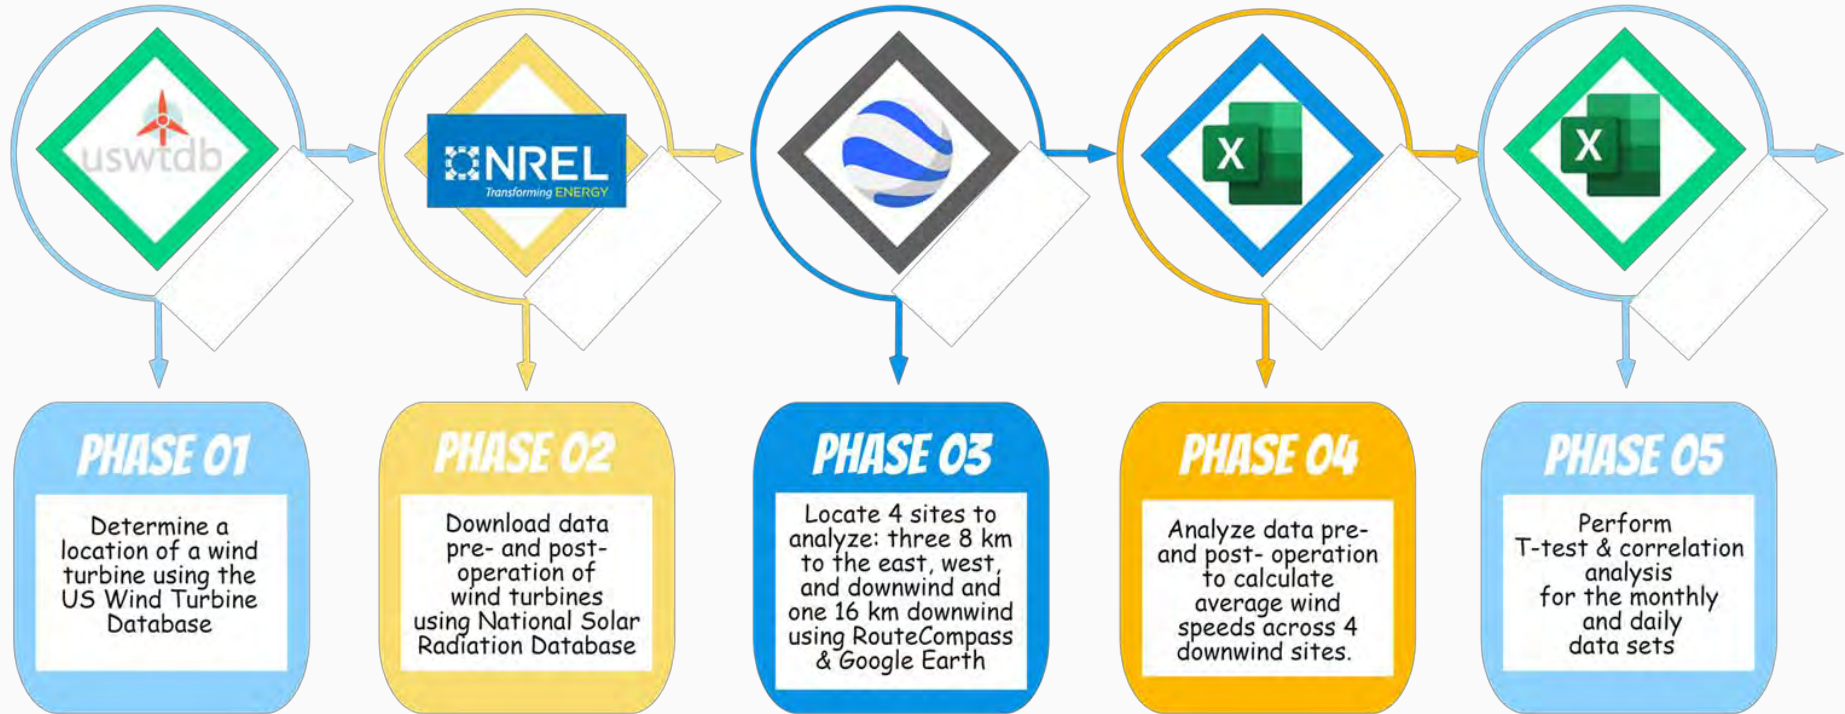 uswtdb
NREL
Transforming ENERGY
X
X
PHASE 01
Determine a
location of a wind
turbine using the
US Wind Turbine
Database
PHASE 02
Download data
pre- and post-
operation of
wind turbines
using National Solar
Radiation Database
PHASE 03
Locate 4 sites to
analyze: three 8 km
to the east, west,
and downwind and
one 16 km downwind
using RouteCompass
& Google Earth
PHASE 04
Analyze data pre-
and post- operation
to calculate
average wind
speeds across 4
downwind sites.
PHASE 05
Perform
T-test & correlation
analysis
for the monthly
and daily
data sets